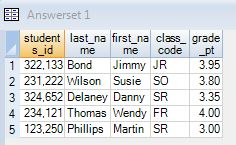 Answerset 1
students_id last_name first_name class_code grade_pt
1 322,133 Bond Jimmy JR 3.95
2 231,222 Wilson Susie SO 3.80
3 324,652 Delaney Danny SR 3.35
4 234,121 Thomas Wendy FR 4.00
5 123,250 Phillips Martin SR 3.00